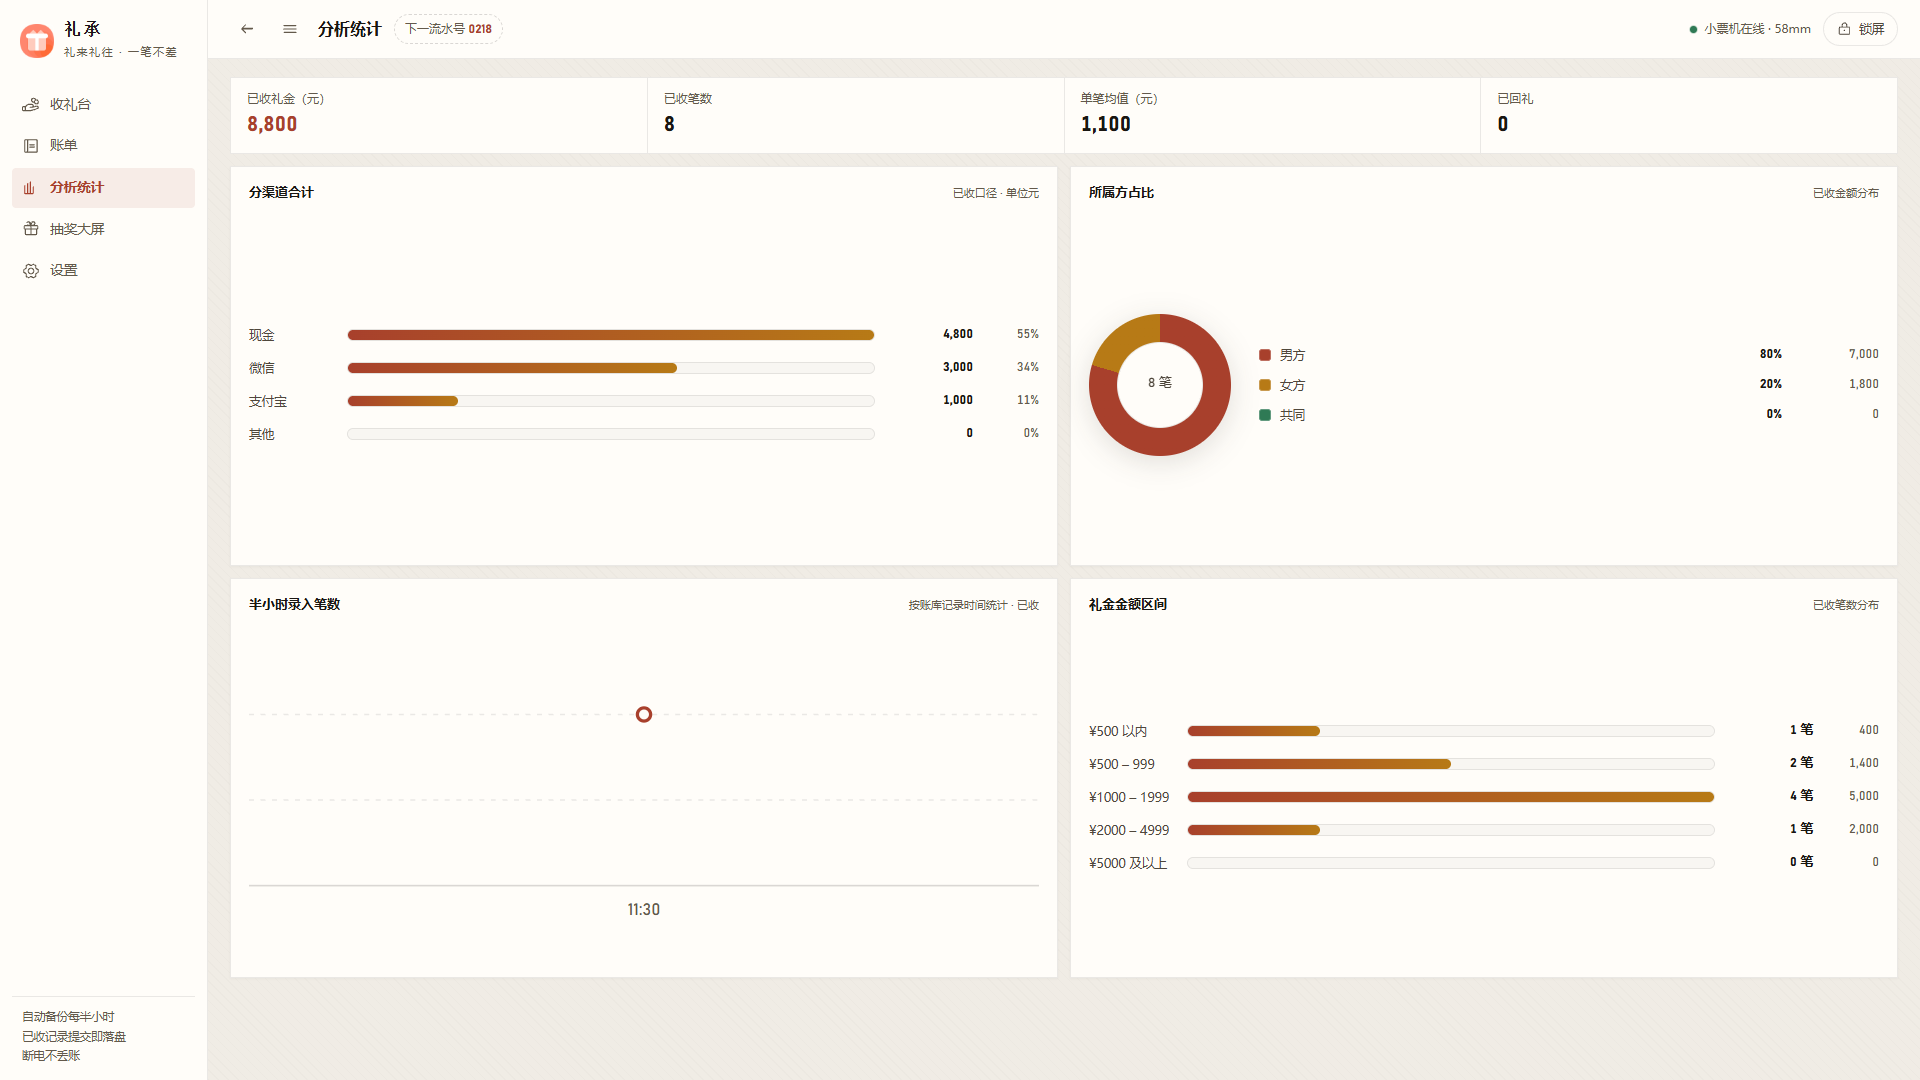 礼承
礼来礼往 · 一笔不差
收礼台
账单
分析统计
抽奖大屏
设置
自动备份每半小时
已收记录提交即落盘
断电不丢账
分析统计
下一流水号 0218
小票机在线 · 58mm
锁屏
已收礼金（元）
8,800
已收笔数
8
单笔均值（元）
1,100
已回礼
0
分渠道合计
已收口径 · 单位元
现金 4,800 55%
微信 3,000 34%
支付宝 1,000 11%
其他 0 0%
所属方占比
已收金额分布
8 笔
男方 80% 7,000
女方 20% 1,800
共同 0% 0
半小时录入笔数
按账库记录时间统计 · 已收
11:30
礼金金额区间
已收笔数分布
¥500 以内 1 笔 400
¥500 – 999 2 笔 1,400
¥1000 – 1999 4 笔 5,000
¥2000 – 4999 1 笔 2,000
¥5000 及以上 0 笔 0